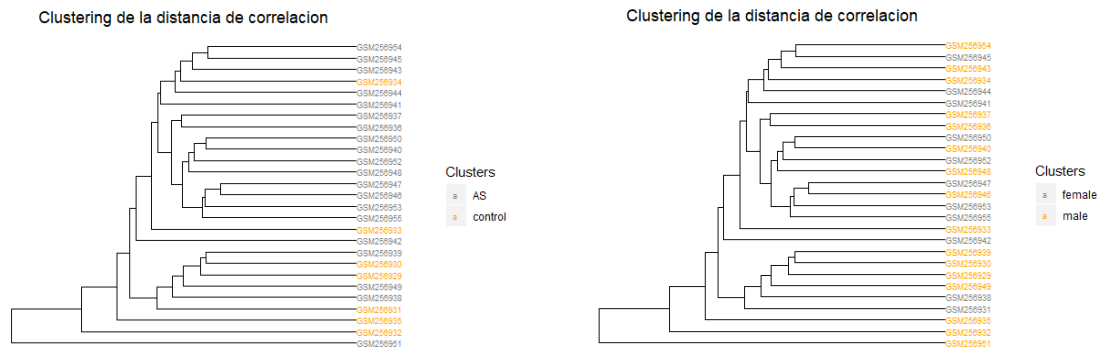 Clustering de la distancia de correlacion
GSM256954
GSM256945
GSM256943
GSM256934
GSM256944
GSM256941
GSM256937
GSM256936
GSM256950
GSM256940
GSM256952
GSM256948
GSM256947
GSM256946
GSM256953
GSM256955
GSM256933
GSM256942
GSM256939
GSM256930
GSM256929
GSM256949
GSM256938
GSM256931
GSM256935
GSM256932
GSM256951
Clusters
a AS
a control
Clustering de la distancia de correlacion
GSM256954
GSM256945
GSM256943
GSM256934
GSM256944
GSM256941
GSM256937
GSM256936
GSM256950
GSM256940
GSM256952
GSM256948
GSM256947
GSM256946
GSM256953
GSM256955
GSM256933
GSM256942
GSM256939
GSM256930
GSM256929
GSM256949
GSM256938
GSM256931
GSM256935
GSM256932
GSM256951
Clusters
a female
a male